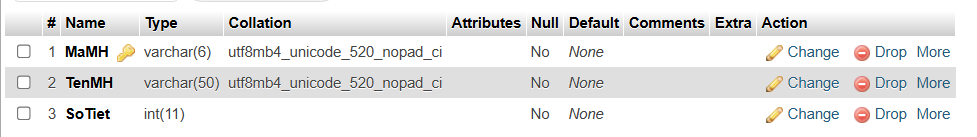 # Name Type Collation Attributes Null Default Comments Extra Action
1 MaMH varchar(6) utf8mb4_unicode_520_nopad_ci No None Change Drop More
2 TenMH varchar(50) utf8mb4_unicode_520_nopad_ci No None Change Drop More
3 SoTiet int(11) No None Change Drop More